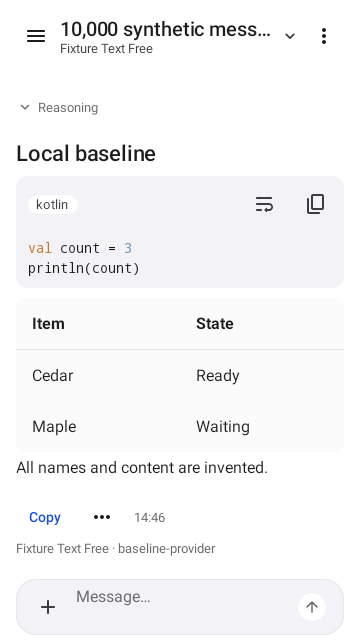 10,000 synthetic mess...
Fixture Text Free
Reasoning
Local baseline
kotlin
val count = 3
println(count)
Item State
Cedar Ready
Maple Waiting
All names and content are invented.
Copy ••• 14:46
Fixture Text Free · baseline-provider
Message...